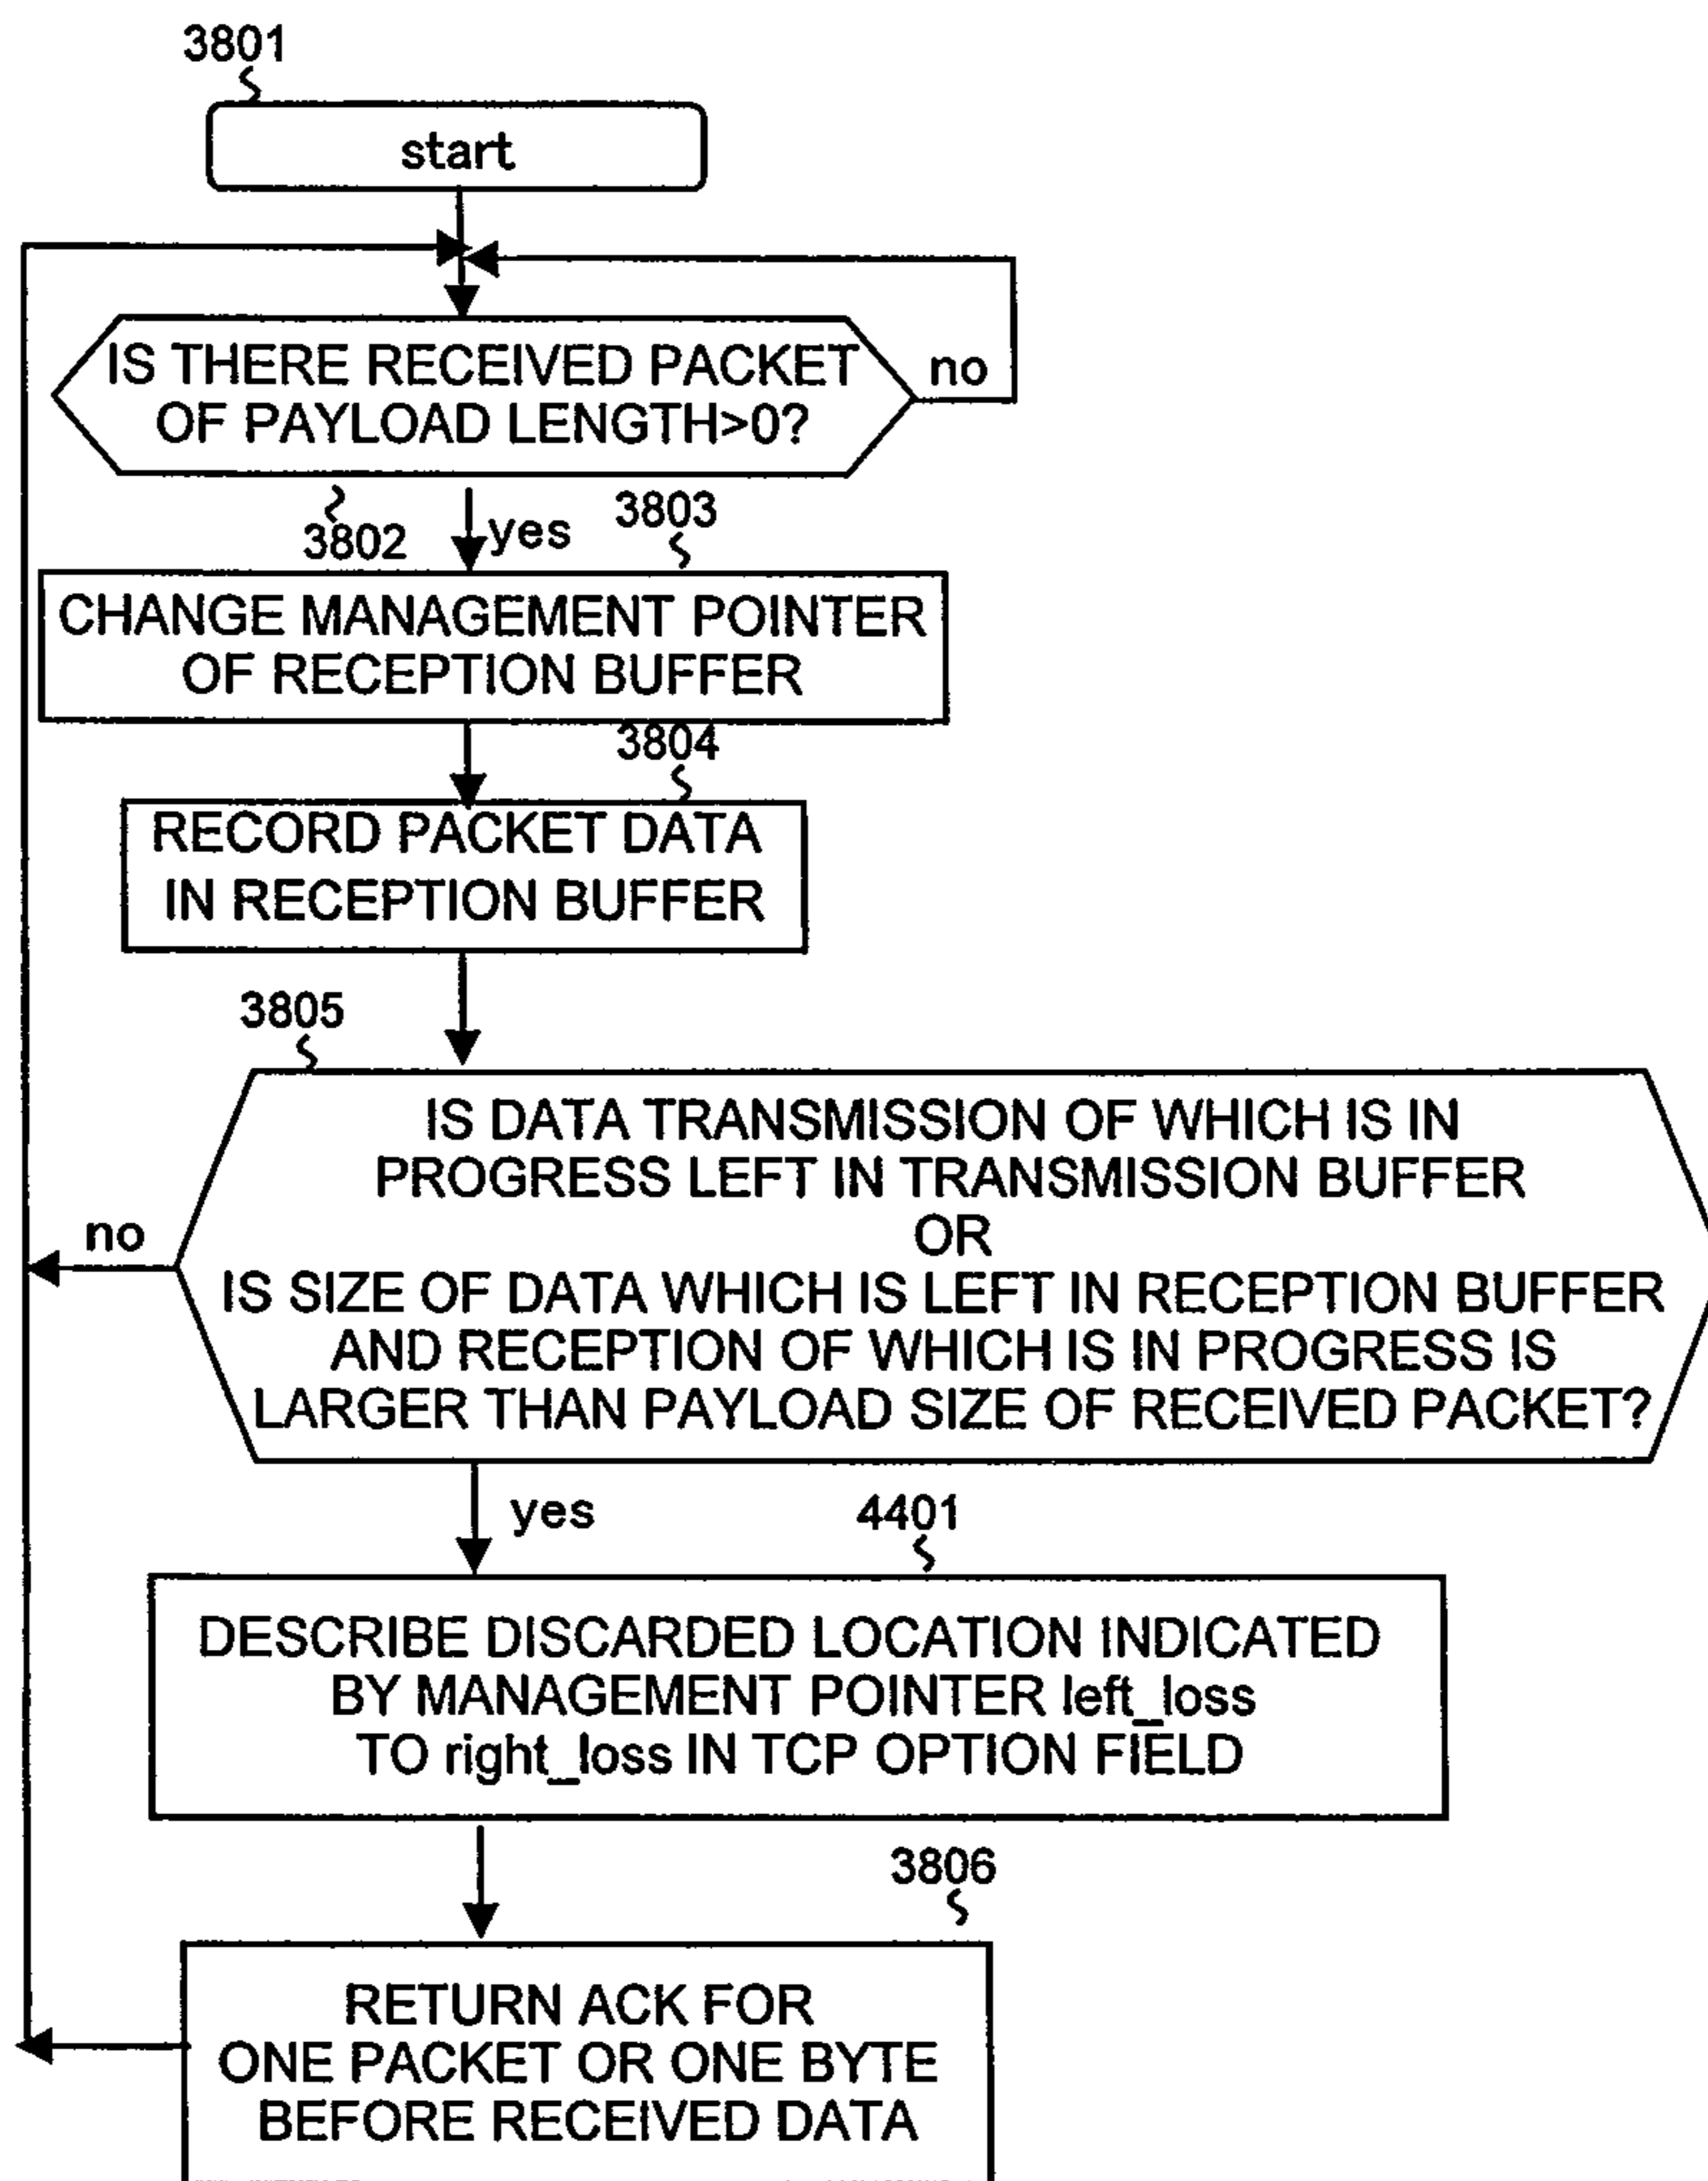 3801
start
IS THERE RECEIVED PACKET
OF PAYLOAD LENGTH>0?
no
3802
yes
3803
CHANGE MANAGEMENT POINTER
OF RECEPTION BUFFER
3804
RECORD PACKET DATA
IN RECEPTION BUFFER
3805
IS DATA TRANSMISSION OF WHICH IS IN
PROGRESS LEFT IN TRANSMISSION BUFFER
OR
IS SIZE OF DATA WHICH IS LEFT IN RECEPTION BUFFER
AND RECEPTION OF WHICH IS IN PROGRESS IS
LARGER THAN PAYLOAD SIZE OF RECEIVED PACKET?
no
yes
4401
DESCRIBE DISCARDED LOCATION INDICATED
BY MANAGEMENT POINTER left_loss
TO right_loss IN TCP OPTION FIELD
3806
RETURN ACK FOR
ONE PACKET OR ONE BYTE
BEFORE RECEIVED DATA